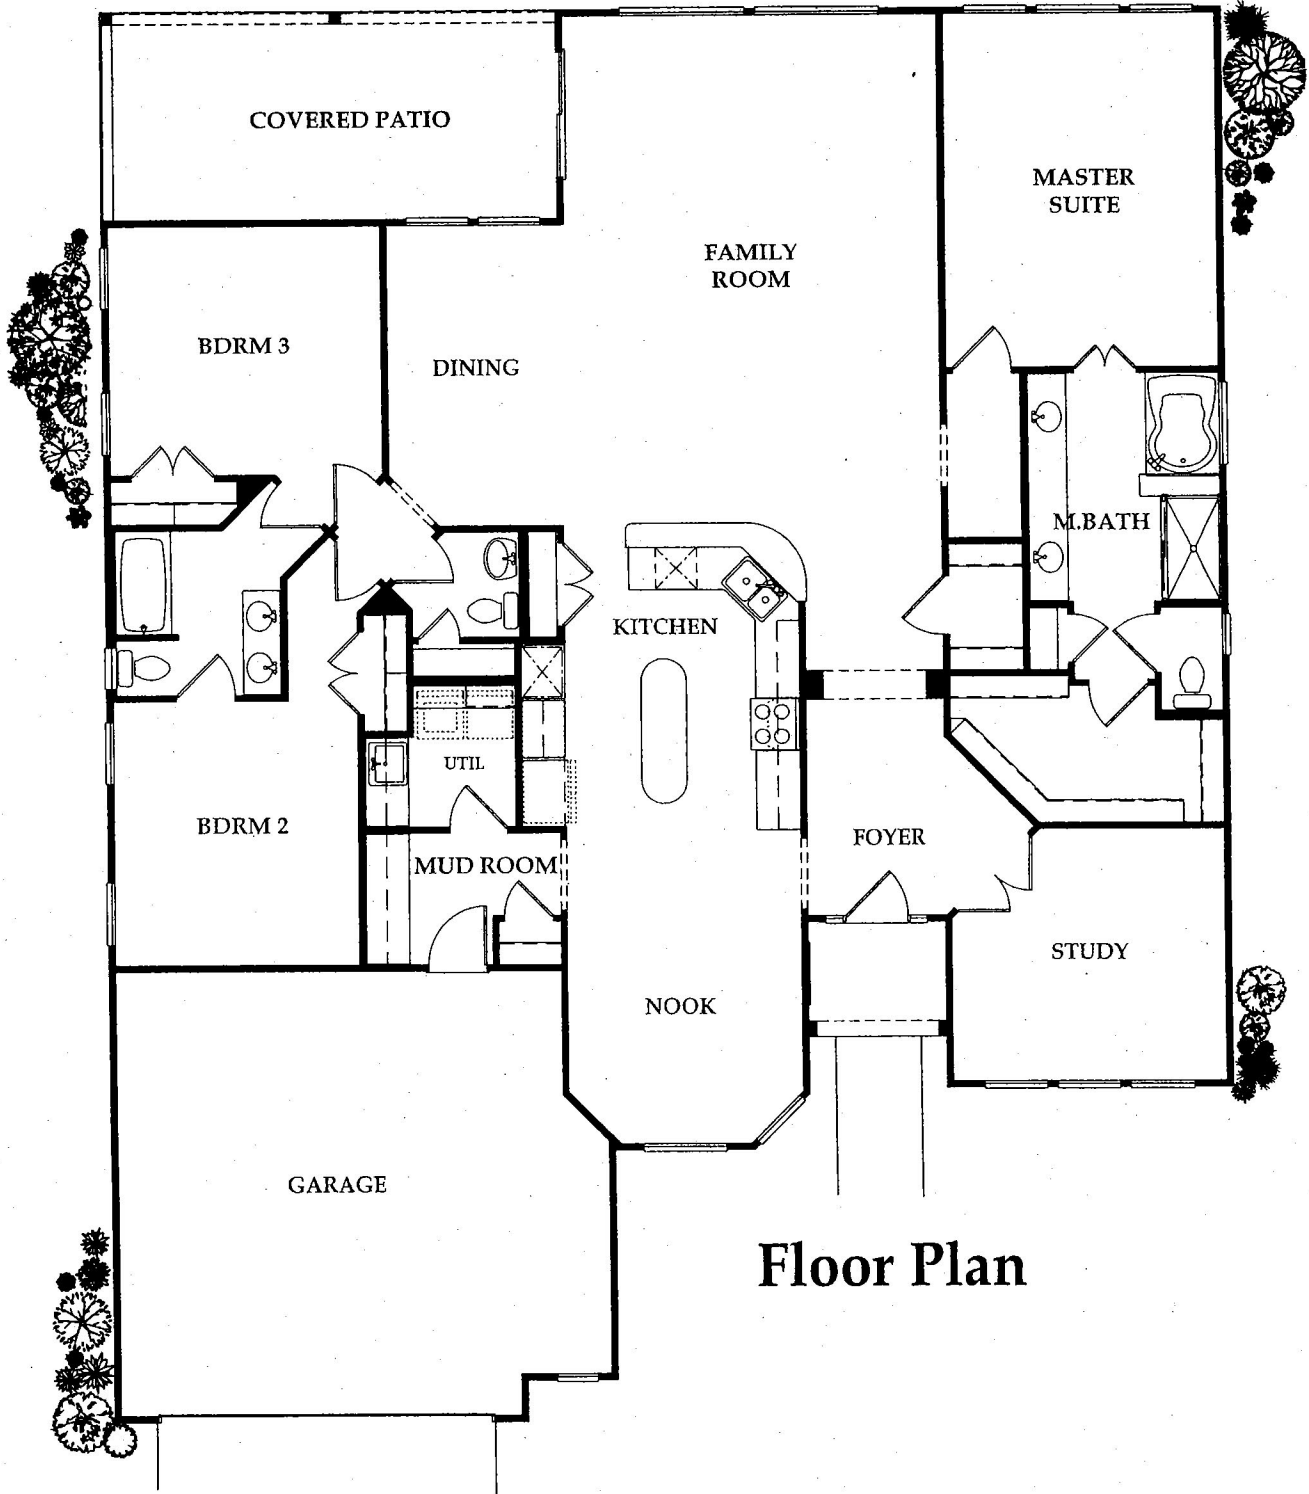 COVERED PATIO
MASTER
SUITE
FAMILY
ROOM
BDRM 3
DINING
M.BATH
KITCHEN
UTIL
BDRM 2
MUD ROOM
FOYER
STUDY
NOOK
GARAGE
Floor Plan